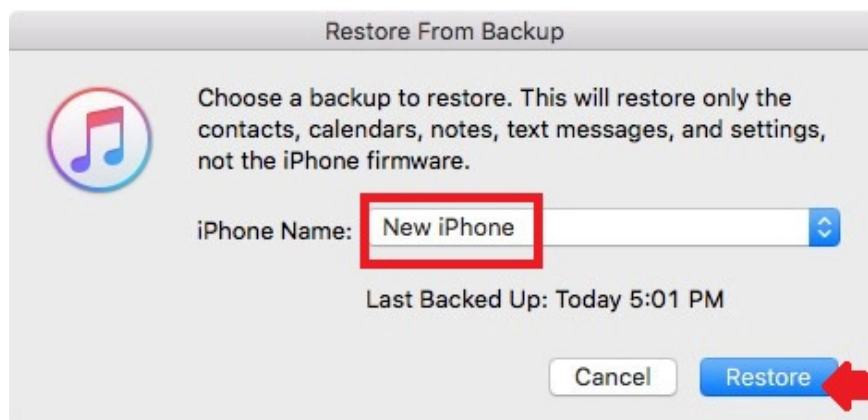 Restore From Backup
Choose a backup to restore. This will restore only the
contacts, calendars, notes, text messages, and settings,
not the iPhone firmware.
iPhone Name: New iPhone
Last Backed Up: Today 5:01 PM
Cancel Restore